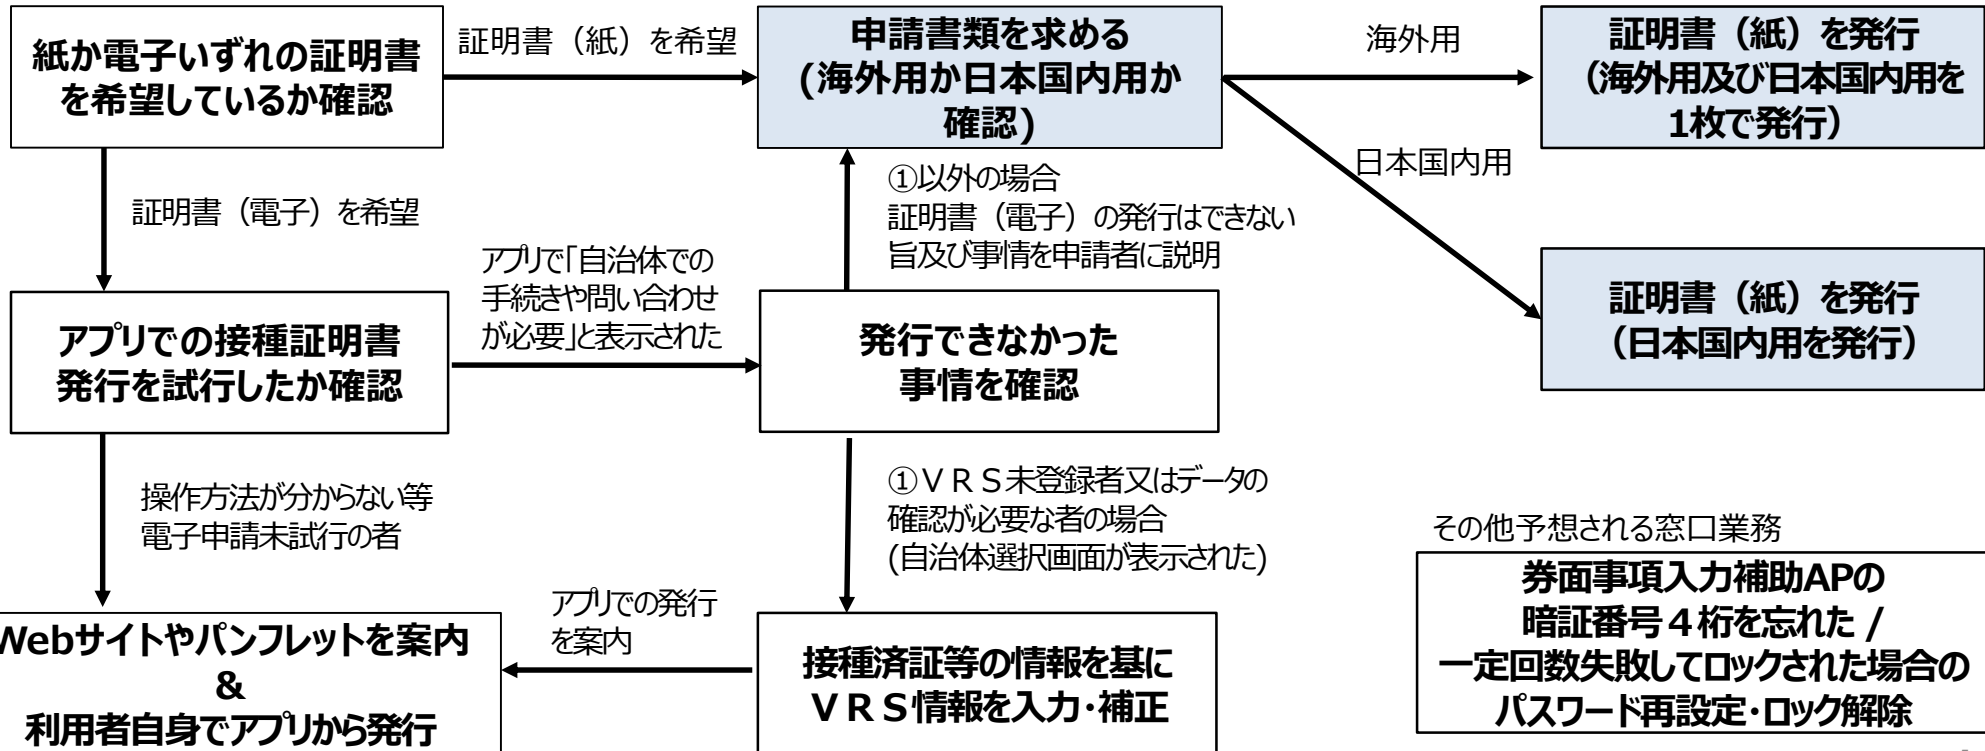 紙か電子いずれの証明書
を希望しているか確認
証明書（紙）を希望
申請書類を求める
(海外用か日本国内用か
確認)
海外用
証明書（紙）を発行
（海外用及び日本国内用を
1枚で発行）
日本国内用
証明書（電子）を希望
①以外の場合
証明書（電子）の発行はできない
旨及び事情を申請者に説明
アプリで「自治体での
手続きや問い合わせ
が必要」と表示された
証明書（紙）を発行
（日本国内用を発行）
アプリでの接種証明書
発行を試行したか確認
発行できなかった
事情を確認
操作方法が分からない等
電子申請未試行の者
①ＶＲＳ未登録者又はデータの
確認が必要な者の場合
(自治体選択画面が表示された)
その他予想される窓口業務
券面事項入力補助APの
暗証番号４桁を忘れた /
一定回数失敗してロックされた場合の
パスワード再設定・ロック解除
アプリでの発行
を案内
Webサイトやパンフレットを案内
&
利用者自身でアプリから発行
接種済証等の情報を基に
ＶＲＳ情報を入力・補正